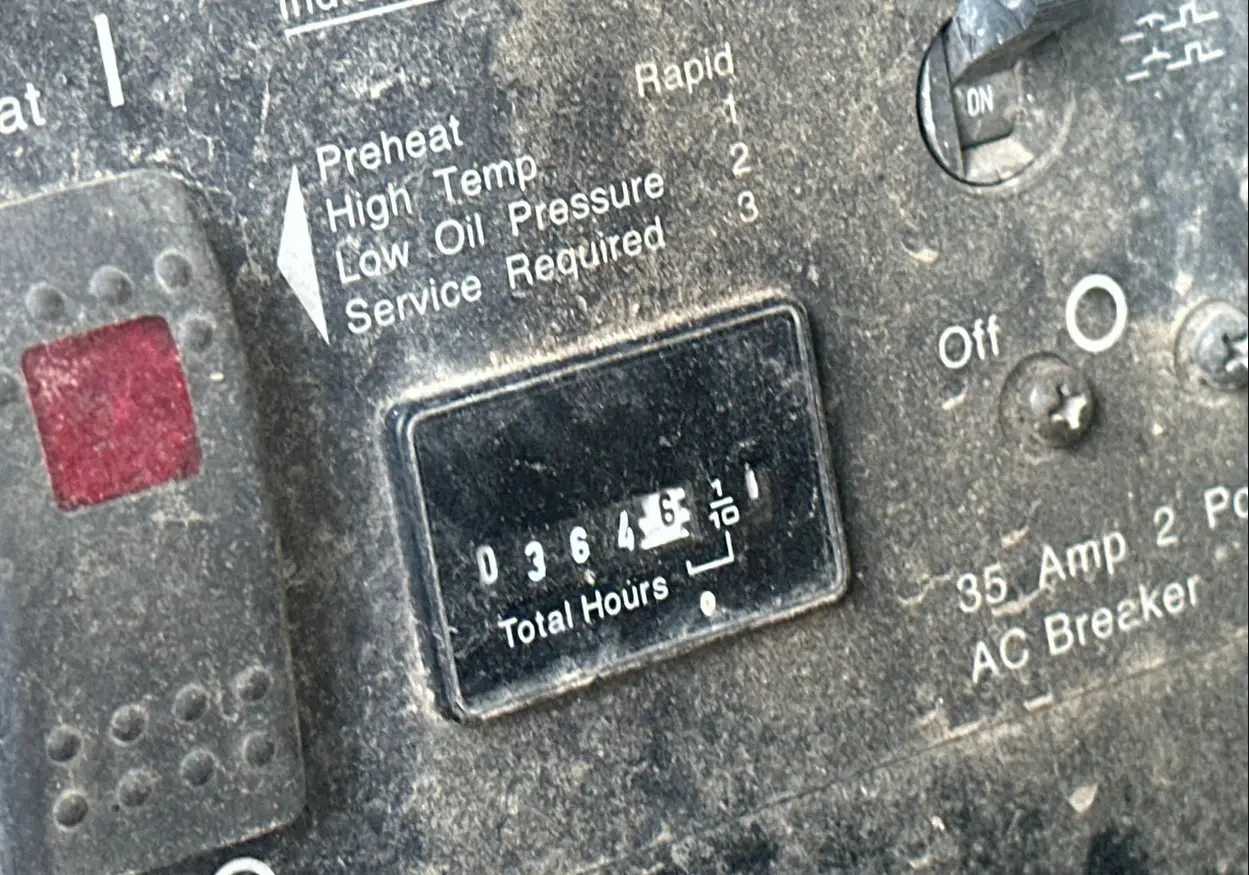 at
Rapid
Preheat 1
High Temp 2
Low Oil Pressure 3
Service Required
ON
Off
0 3 6 4 6 1/10
Total Hours
35 Amp 2
AC Breaker